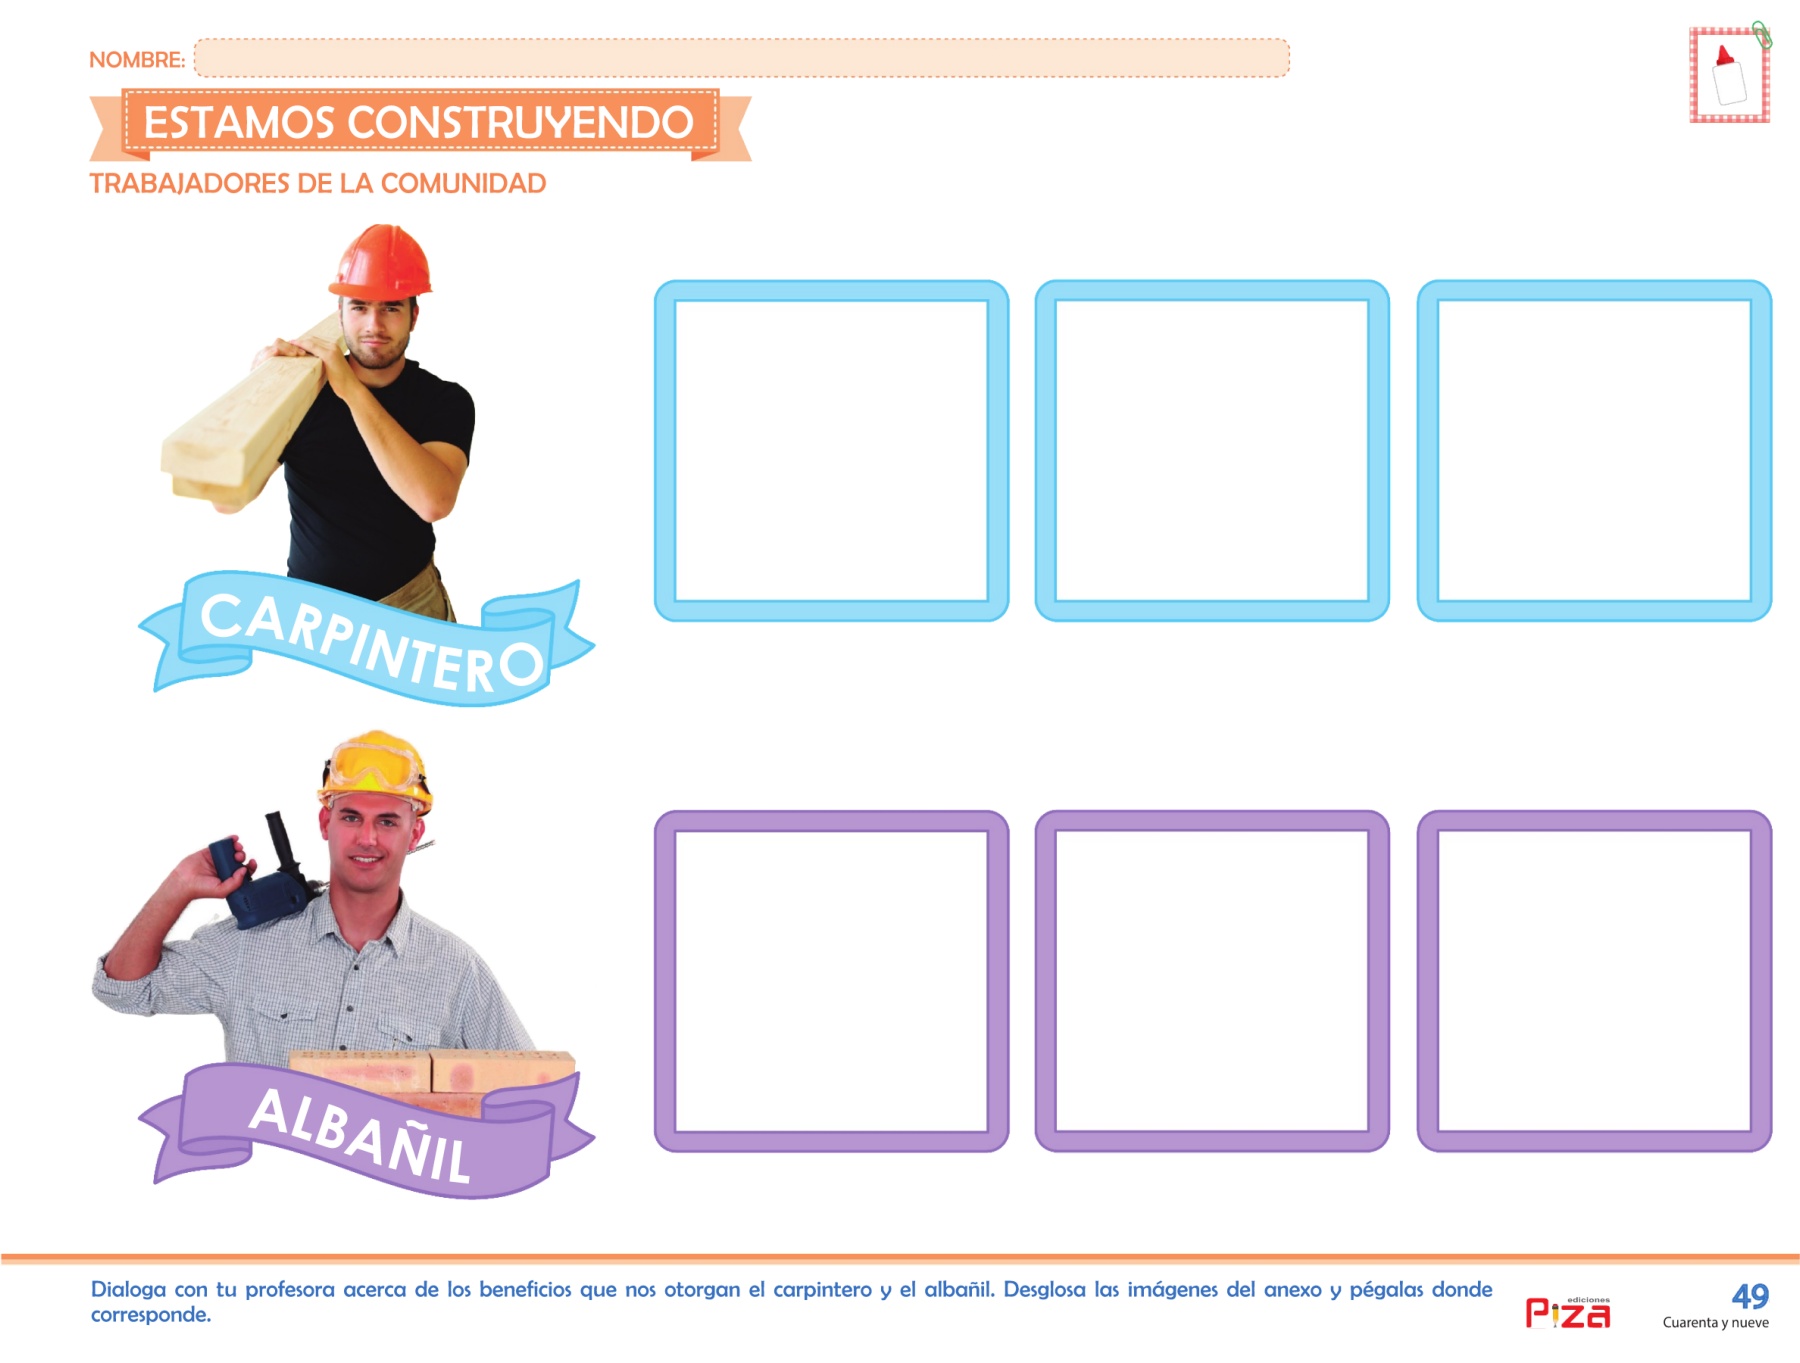 NOMBRE:
ESTAMOS CONSTRUYENDO
TRABAJADORES DE LA COMUNIDAD
CARPINTERO
ALBAÑIL
Dialoga con tu profesora acerca de los beneficios que nos otorgan el carpintero y el albañil. Desglosa las imágenes del anexo y pégalas donde
corresponde.
ediciones
Piza
49
Cuarenta y nueve